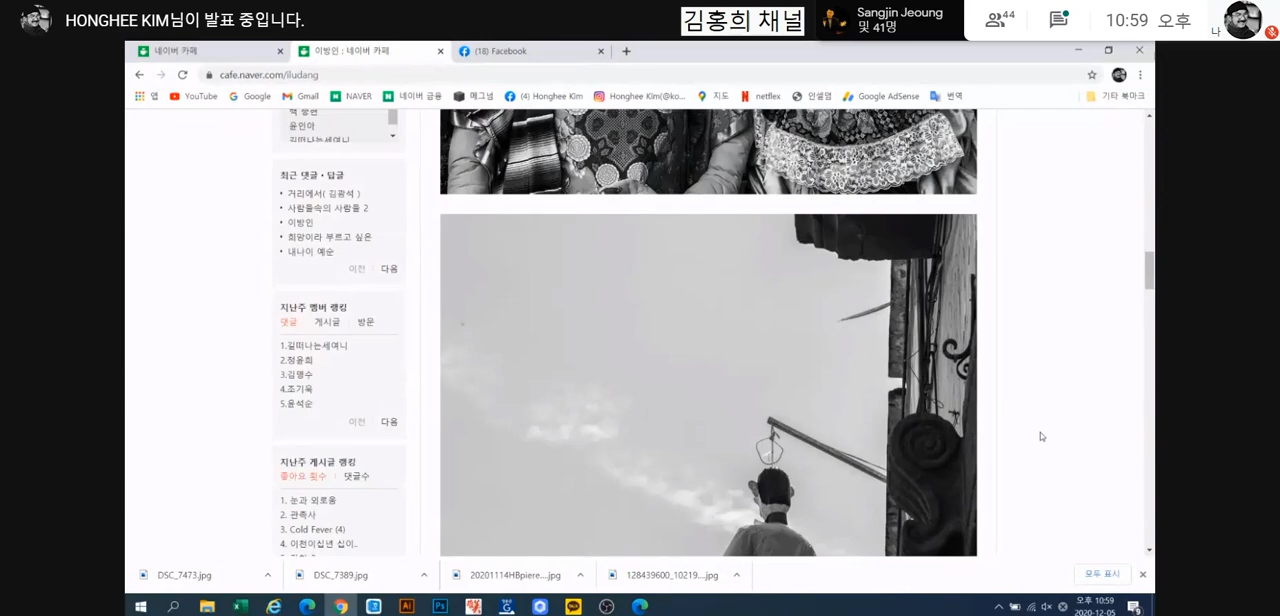 HONGHEE KIM님이 발표 중입니다.
김홍희 채널
Sangjin Jeoung
및 41명
44
10:59 오후
나
네이버 카페
이방인 : 네이버 카페
(18) Facebook
cafe.naver.com/iludang
앱
YouTube
Google
Gmail
NAVER
네이버 금융
메그넘
(4) Honghee Kim
Honghee Kim(@ko...
지도
netflex
인셀덤
Google AdSense
번역
기타 북마크
윤인아
길떠나는세여니
최근 댓글・답글
거리에서( 김광석 )
사람들속의 사람들 2
이방인
희망이라 부르고 싶은
내나이 예순
이전
다음
지난주 멤버 랭킹
댓글
게시글
방문
1.길떠나는세여니
2.정윤희
3.김명수
4.조기욱
5.윤석순
이전
다음
지난주 게시글 랭킹
좋아요 횟수
댓글수
1. 눈과 외로움
2. 관족사
3. Cold Fever (4)
4. 이천이십년 십이..
DSC_7473.jpg
DSC_7389.jpg
20201114HBpiere....jpg
128439600_10219....jpg
모두 표시
오후 10:59
2020-12-05